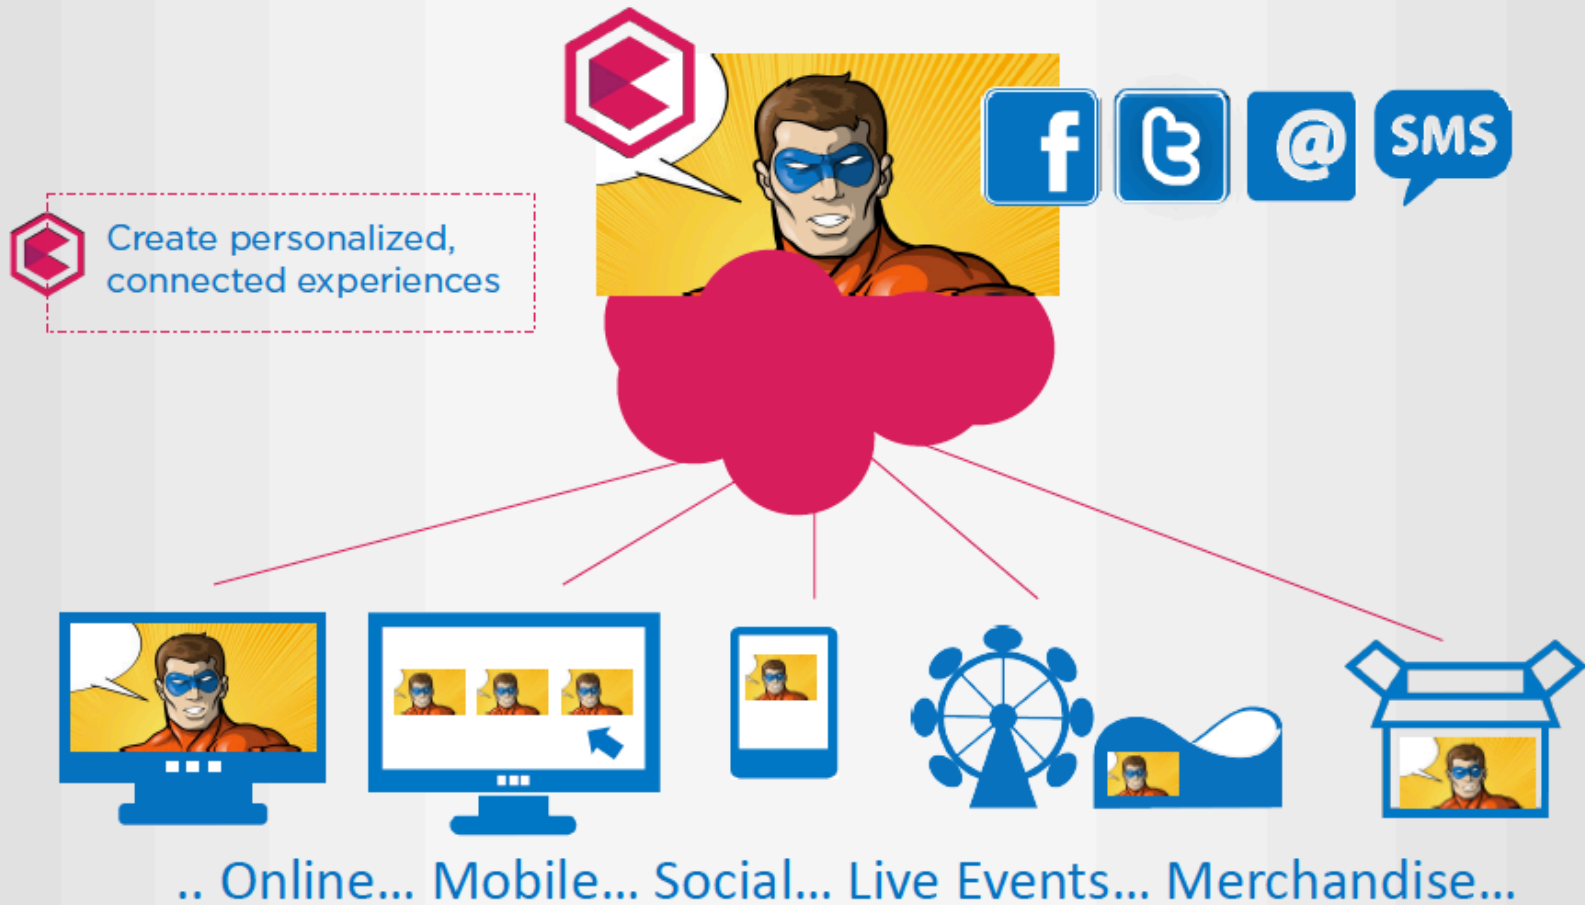 f t @ SMS
Create personalized,
connected experiences
.. Online... Mobile... Social... Live Events... Merchandise...